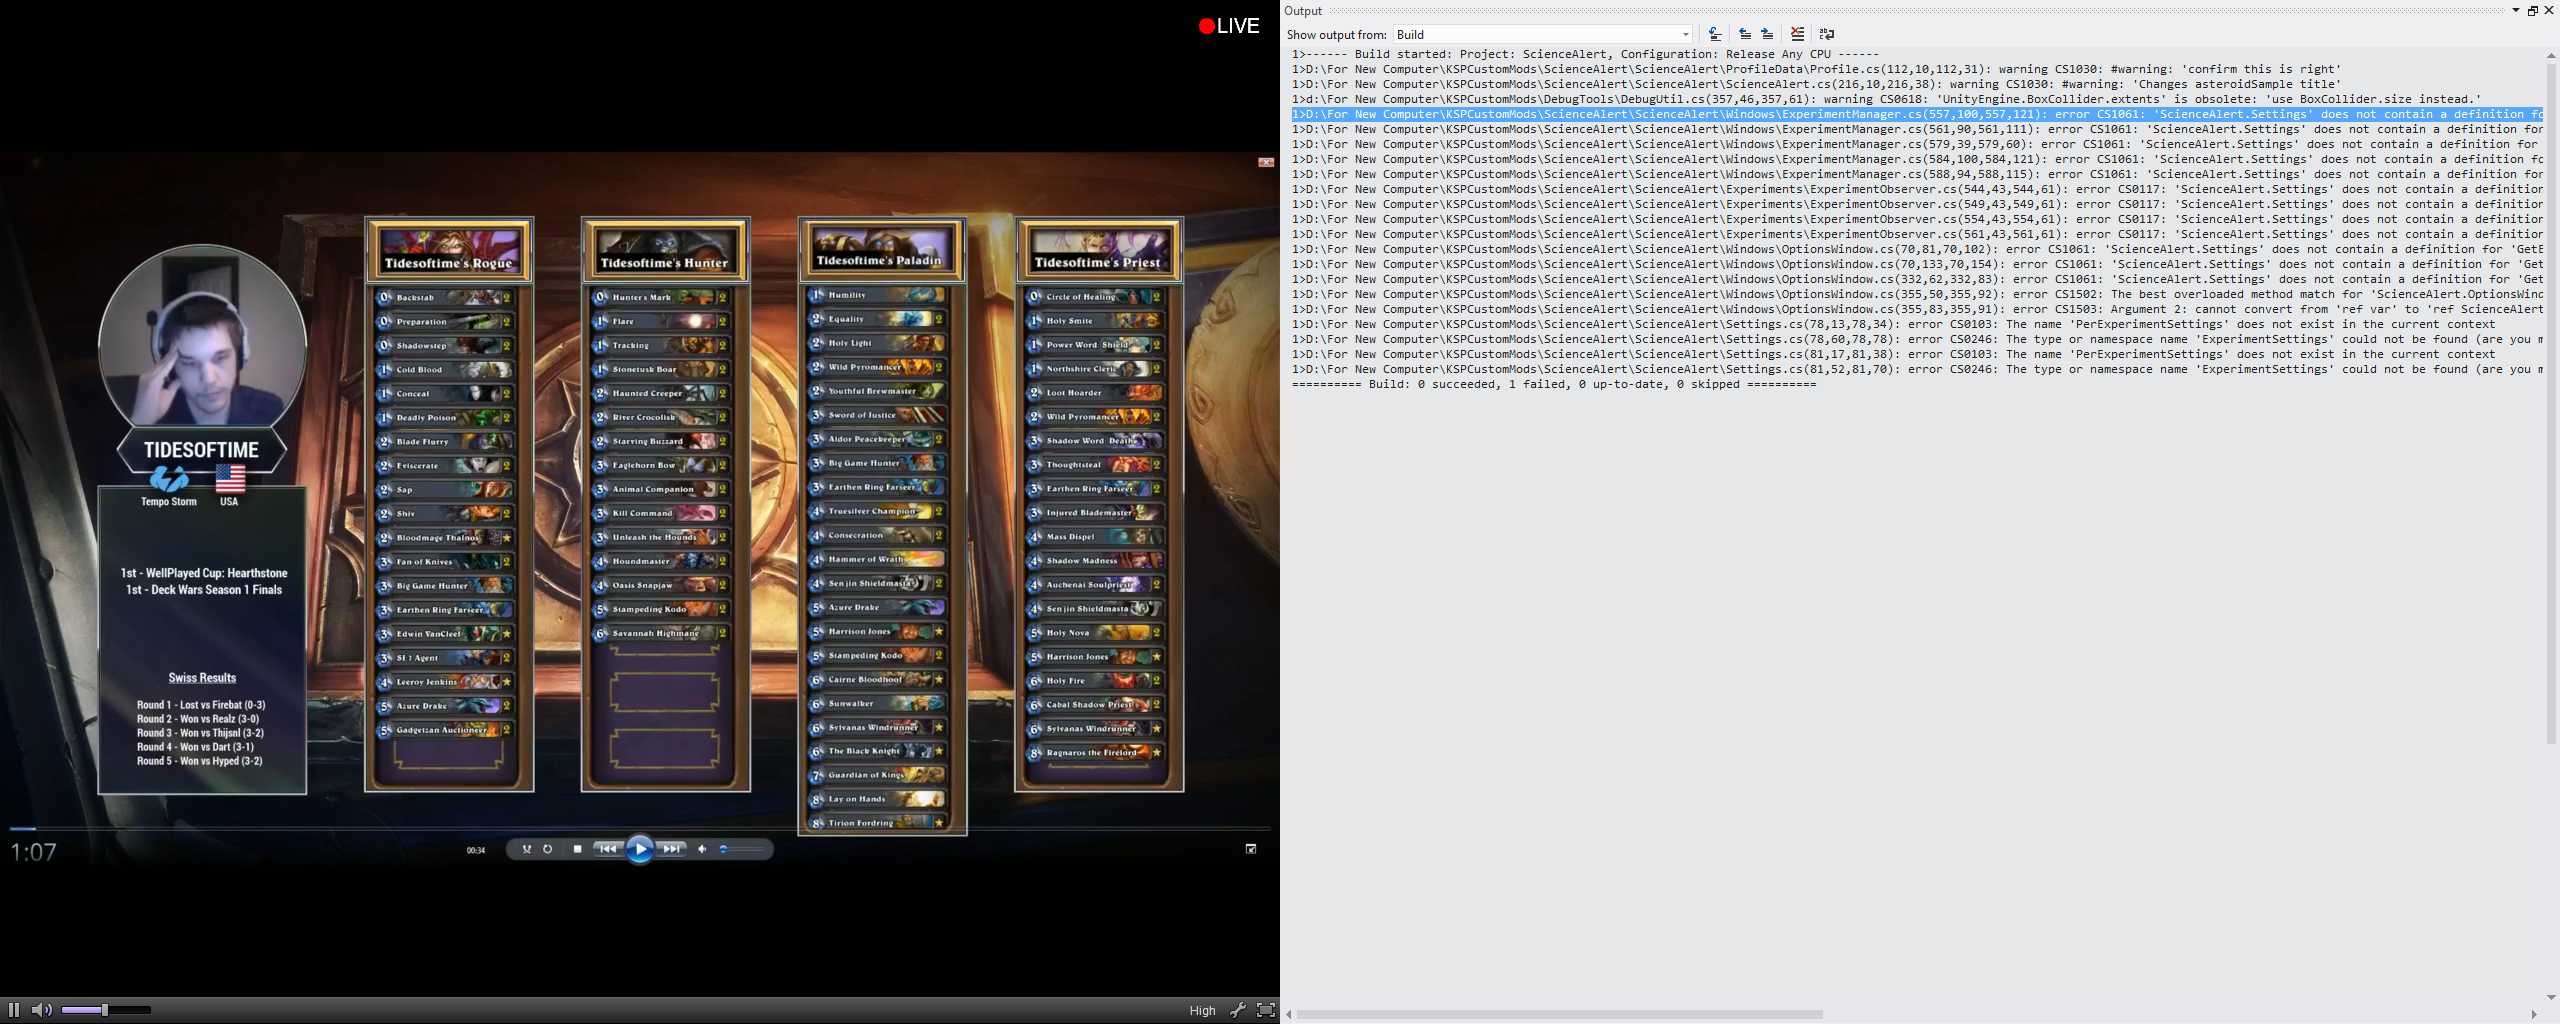 LIVE
TIDESOFTIME
Tempo Storm
USA
1st - WellPlayed Cup: Hearthstone
1st - Deck Wars Season 1 Finals
Swiss Results
Round 1 - Lost vs Firebat (0-3)
Round 2 - Won vs Realz (3-0)
Round 3 - Won vs Thijsnl (3-2)
Round 4 - Won vs Dart (3-1)
Round 5 - Won vs Hyped (3-2)
Tidesoftime's Rogue
0 Backstab 2
0 Preparation 2
0 Shadowstep 2
1 Cold Blood 2
1 Conceal 2
1 Deadly Poison 2
2 Blade Flurry 2
2 Eviscerate 2
2 Sap 2
2 Shiv 2
2 Bloodmage Thalnos
3 Fan of Knives 2
3 Big Game Hunter 2
3 Earthen Ring Farseer 2
3 Edwin VanCleef
3 SI:7 Agent 2
4 Leeroy Jenkins
5 Azure Drake 2
5 Gadgetzan Auctioneer 2
Tidesoftime's Hunter
0 Hunter's Mark 2
1 Flare 2
1 Tracking 2
1 Stonetusk Boar 2
2 Haunted Creeper 2
2 River Crocolisk 2
2 Starving Buzzard 2
3 Eaglehorn Bow 2
3 Animal Companion 2
3 Kill Command 2
3 Unleash the Hounds 2
4 Houndmaster 2
4 Oasis Snapjaw 2
5 Stampeding Kodo 2
6 Savannah Highmane 2
Tidesoftime's Paladin
1 Humility
2 Equality 2
2 Holy Light
2 Wild Pyromancer 2
2 Youthful Brewmaster
3 Sword of Justice
3 Aldor Peacekeeper 2
3 Big Game Hunter
3 Earthen Ring Farseer
4 Truesilver Champion 2
4 Consecration 2
4 Hammer of Wrath
4 Sen'jin Shieldmasta 2
5 Azure Drake
5 Harrison Jones
5 Stampeding Kodo 2
6 Cairne Bloodhoof
6 Sunwalker
6 Sylvanas Windrunner
6 The Black Knight
7 Guardian of Kings
8 Lay on Hands
8 Tirion Fordring
Tidesoftime's Priest
0 Circle of Healing 2
1 Holy Smite
1 Power Word: Shield 2
1 Northshire Cleric 2
2 Loot Hoarder
2 Wild Pyromancer 2
3 Shadow Word: Death
3 Thoughtsteal 2
3 Earthen Ring Farseer 2
3 Injured Blademaster
4 Mass Dispel
4 Shadow Madness
4 Auchenai Soulpriest 2
4 Sen'jin Shieldmasta
5 Holy Nova 2
5 Harrison Jones
6 Holy Fire 2
6 Cabal Shadow Priest 2
6 Sylvanas Windrunner
8 Ragnaros the Firelord
1:07
00:34
High
Output
Show output from: Build
1>------ Build started: Project: ScienceAlert, Configuration: Release Any CPU ------
1>D:\For New Computer\KSPCustomMods\ScienceAlert\ScienceAlert\ProfileData\Profile.cs(112,10,112,31): warning CS1030: #warning: 'confirm this is right'
1>D:\For New Computer\KSPCustomMods\ScienceAlert\ScienceAlert\ScienceAlert.cs(216,10,216,38): warning CS1030: #warning: 'Changes asteroidSample title'
1>d:\For New Computer\KSPCustomMods\DebugTools\DebugUtil.cs(357,46,357,61): warning CS0618: 'UnityEngine.BoxCollider.extents' is obsolete: 'use BoxCollider.size instead.'
1>D:\For New Computer\KSPCustomMods\ScienceAlert\ScienceAlert\Windows\ExperimentManager.cs(557,100,557,121): error CS1061: 'ScienceAlert.Settings' does not contain a definition fo
1>D:\For New Computer\KSPCustomMods\ScienceAlert\ScienceAlert\Windows\ExperimentManager.cs(561,90,561,111): error CS1061: 'ScienceAlert.Settings' does not contain a definition for
1>D:\For New Computer\KSPCustomMods\ScienceAlert\ScienceAlert\Windows\ExperimentManager.cs(579,39,579,60): error CS1061: 'ScienceAlert.Settings' does not contain a definition for
1>D:\For New Computer\KSPCustomMods\ScienceAlert\ScienceAlert\Windows\ExperimentManager.cs(584,100,584,121): error CS1061: 'ScienceAlert.Settings' does not contain a definition fo
1>D:\For New Computer\KSPCustomMods\ScienceAlert\ScienceAlert\Windows\ExperimentManager.cs(588,94,588,115): error CS1061: 'ScienceAlert.Settings' does not contain a definition for
1>D:\For New Computer\KSPCustomMods\ScienceAlert\ScienceAlert\Experiments\ExperimentObserver.cs(544,43,544,61): error CS0117: 'ScienceAlert.Settings' does not contain a definition
1>D:\For New Computer\KSPCustomMods\ScienceAlert\ScienceAlert\Experiments\ExperimentObserver.cs(549,43,549,61): error CS0117: 'ScienceAlert.Settings' does not contain a definition
1>D:\For New Computer\KSPCustomMods\ScienceAlert\ScienceAlert\Experiments\ExperimentObserver.cs(554,43,554,61): error CS0117: 'ScienceAlert.Settings' does not contain a definition
1>D:\For New Computer\KSPCustomMods\ScienceAlert\ScienceAlert\Experiments\ExperimentObserver.cs(561,43,561,61): error CS0117: 'ScienceAlert.Settings' does not contain a definition
1>D:\For New Computer\KSPCustomMods\ScienceAlert\ScienceAlert\Windows\OptionsWindow.cs(70,81,70,102): error CS1061: 'ScienceAlert.Settings' does not contain a definition for 'GetE
1>D:\For New Computer\KSPCustomMods\ScienceAlert\ScienceAlert\Windows\OptionsWindow.cs(70,133,70,154): error CS1061: 'ScienceAlert.Settings' does not contain a definition for 'Get
1>D:\For New Computer\KSPCustomMods\ScienceAlert\ScienceAlert\Windows\OptionsWindow.cs(332,62,332,83): error CS1061: 'ScienceAlert.Settings' does not contain a definition for 'Get
1>D:\For New Computer\KSPCustomMods\ScienceAlert\ScienceAlert\Windows\OptionsWindow.cs(355,50,355,92): error CS1502: The best overloaded method match for 'ScienceAlert.OptionsWind
1>D:\For New Computer\KSPCustomMods\ScienceAlert\ScienceAlert\Windows\OptionsWindow.cs(355,83,355,91): error CS1503: Argument 2: cannot convert from 'ref var' to 'ref ScienceAlert
1>D:\For New Computer\KSPCustomMods\ScienceAlert\ScienceAlert\Settings.cs(78,13,78,34): error CS0103: The name 'PerExperimentSettings' does not exist in the current context
1>D:\For New Computer\KSPCustomMods\ScienceAlert\ScienceAlert\Settings.cs(78,60,78,78): error CS0246: The type or namespace name 'ExperimentSettings' could not be found (are you m
1>D:\For New Computer\KSPCustomMods\ScienceAlert\ScienceAlert\Settings.cs(81,17,81,38): error CS0103: The name 'PerExperimentSettings' does not exist in the current context
1>D:\For New Computer\KSPCustomMods\ScienceAlert\ScienceAlert\Settings.cs(81,52,81,70): error CS0246: The type or namespace name 'ExperimentSettings' could not be found (are you m
========== Build: 0 succeeded, 1 failed, 0 up-to-date, 0 skipped ==========